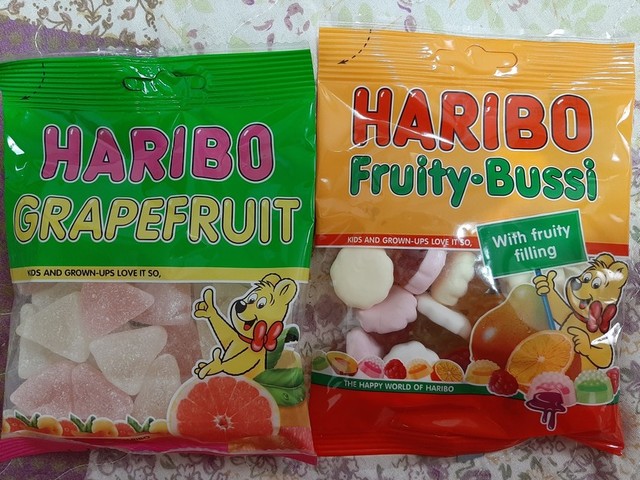 HARIBO
GRAPEFRUIT
KIDS AND GROWN-UPS LOVE IT SO,
HARIBO
Fruity-Bussi
KIDS AND GROWN-UPS LOVE IT SO,
With fruity
filling
THE HAPPY WORLD OF HARIBO